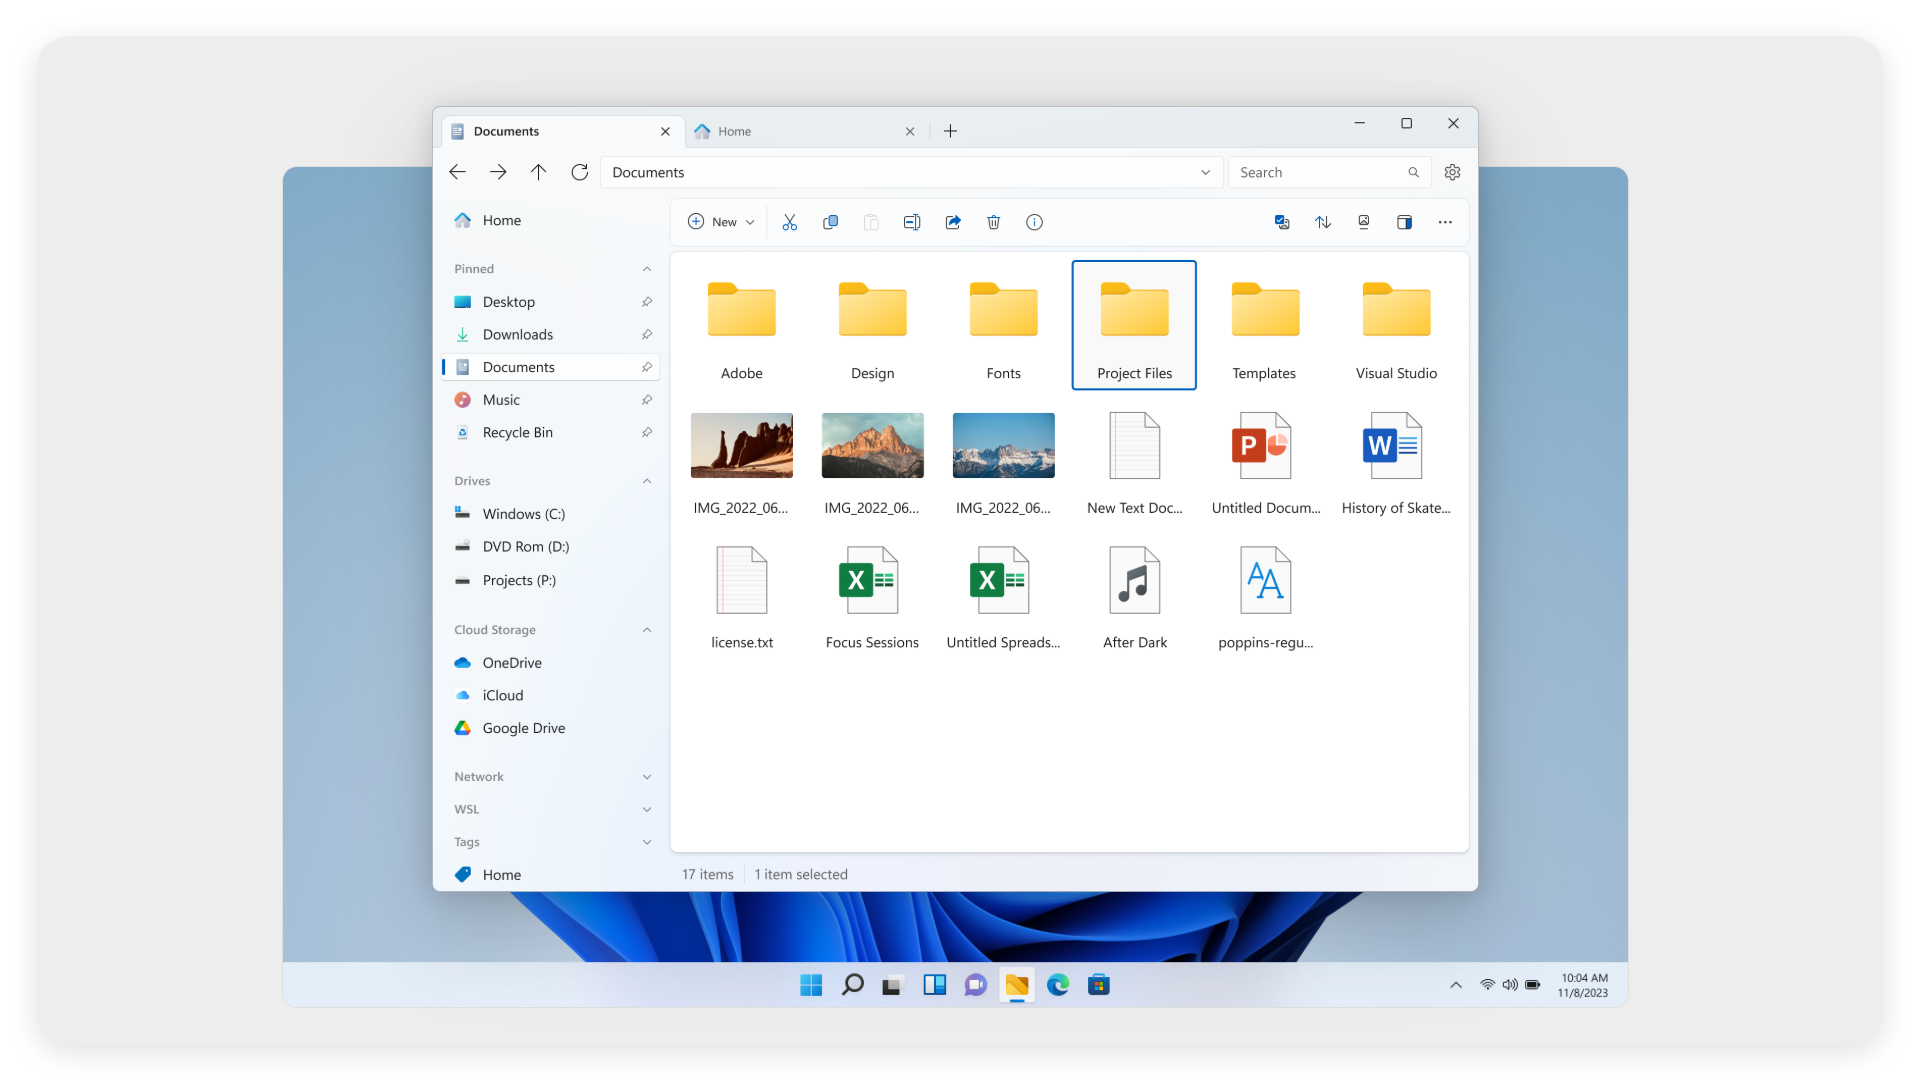 Documents
Home
Documents
Search
Home
New
Pinned
Desktop
Downloads
Documents
Music
Recycle Bin
Drives
Windows (C:)
DVD Rom (D:)
Projects (P:)
Cloud Storage
OneDrive
iCloud
Google Drive
Network
WSL
Tags
Home
Adobe
Design
Fonts
Project Files
Templates
Visual Studio
IMG_2022_06...
IMG_2022_06...
IMG_2022_06...
New Text Doc...
P
Untitled Docum...
W
History of Skate...
license.txt
X
Focus Sessions
X
Untitled Spreads...
After Dark
AA
poppins-regu...
17 items
1 item selected
10:04 AM
11/8/2023